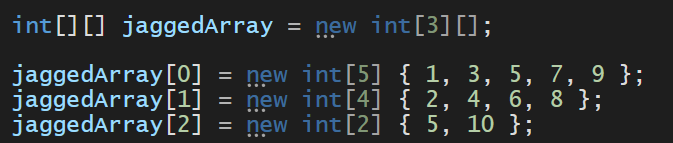 int[][] jaggedArray = new int[3][];
jaggedArray[0] = new int[5] { 1, 3, 5, 7, 9 };
jaggedArray[1] = new int[4] { 2, 4, 6, 8 };
jaggedArray[2] = new int[2] { 5, 10 };